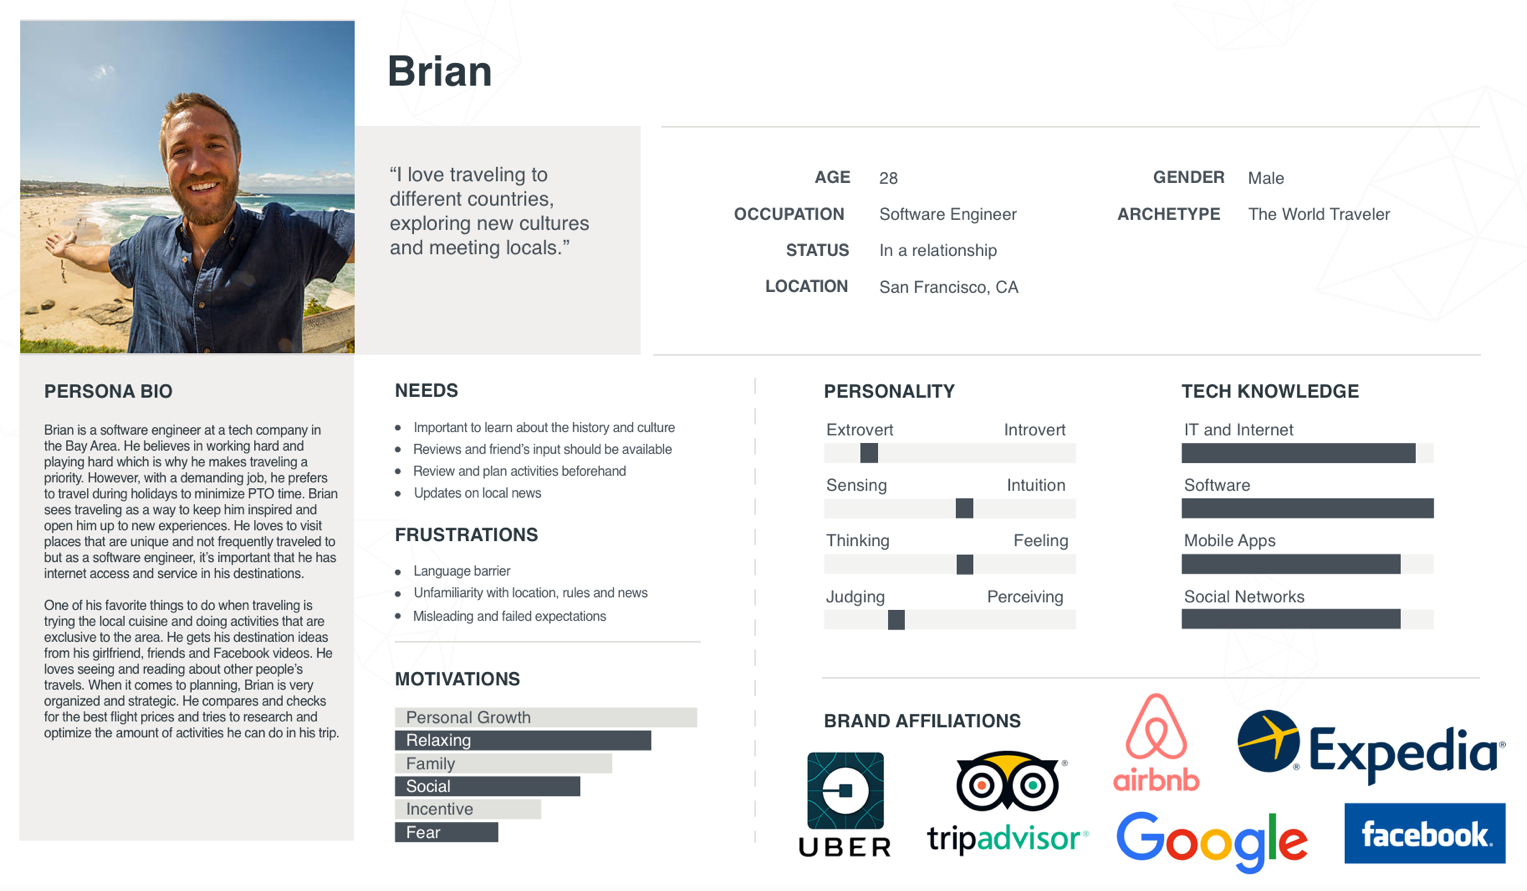 Brian
“I love traveling to
different countries,
exploring new cultures
and meeting locals.”
AGE 28
OCCUPATION Software Engineer
STATUS In a relationship
LOCATION San Francisco, CA
GENDER Male
ARCHETYPE The World Traveler
PERSONA BIO
Brian is a software engineer at a tech company in
the Bay Area. He believes in working hard and
playing hard which is why he makes traveling a
priority. However, with a demanding job, he prefers
to travel during holidays to minimize PTO time. Brian
sees traveling as a way to keep him inspired and
open him up to new experiences. He loves to visit
places that are unique and not frequently traveled to
but as a software engineer, it’s important that he has
internet access and service in his destinations.
One of his favorite things to do when traveling is
trying the local cuisine and doing activities that are
exclusive to the area. He gets his destination ideas
from his girlfriend, friends and Facebook videos. He
loves seeing and reading about other people’s
travels. When it comes to planning, Brian is very
organized and strategic. He compares and checks
for the best flight prices and tries to research and
optimize the amount of activities he can do in his trip.
NEEDS
• Important to learn about the history and culture
• Reviews and friend’s input should be available
• Review and plan activities beforehand
• Updates on local news
FRUSTRATIONS
• Language barrier
• Unfamiliarity with location, rules and news
• Misleading and failed expectations
MOTIVATIONS
Personal Growth
Relaxing
Family
Social
Incentive
Fear
PERSONALITY
Extrovert Introvert
Sensing Intuition
Thinking Feeling
Judging Perceiving
TECH KNOWLEDGE
IT and Internet
Software
Mobile Apps
Social Networks
BRAND AFFILIATIONS
UBER
tripadvisor®
airbnb
Expedia®
Google
facebook.